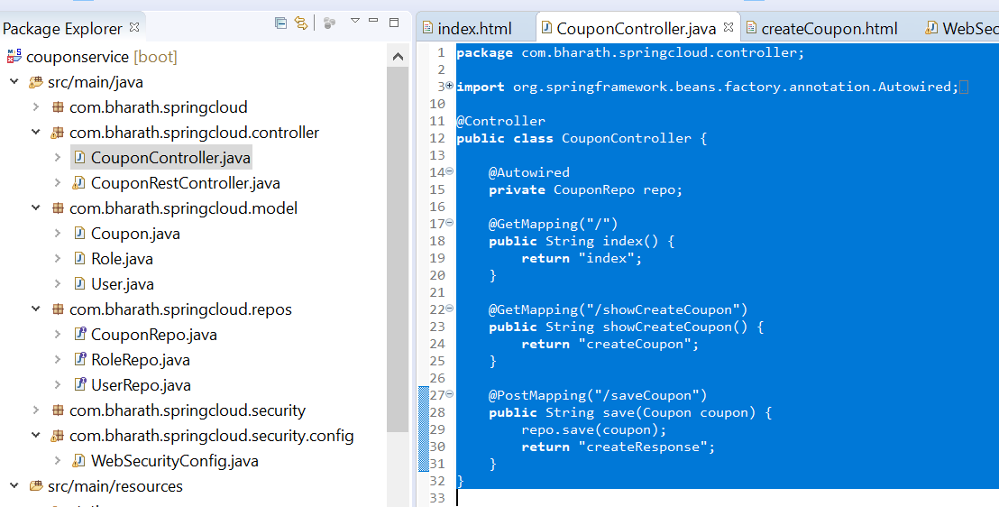 Package Explorer
couponservice [boot]
src/main/java
com.bharath.springcloud
com.bharath.springcloud.controller
CouponController.java
CouponRestController.java
com.bharath.springcloud.model
Coupon.java
Role.java
User.java
com.bharath.springcloud.repos
CouponRepo.java
RoleRepo.java
UserRepo.java
com.bharath.springcloud.security
com.bharath.springcloud.security.config
WebSecurityConfig.java
src/main/resources
index.html CouponController.java createCoupon.html WebSec
1 package com.bharath.springcloud.controller;
2
3 import org.springframework.beans.factory.annotation.Autowired;
10
11 @Controller
12 public class CouponController {
13
14 @Autowired
15 private CouponRepo repo;
16
17 @GetMapping("/")
18 public String index() {
19 return "index";
20 }
21
22 @GetMapping("/showCreateCoupon")
23 public String showCreateCoupon() {
24 return "createCoupon";
25 }
26
27 @PostMapping("/saveCoupon")
28 public String save(Coupon coupon) {
29 repo.save(coupon);
30 return "createResponse";
31 }
32 }
33